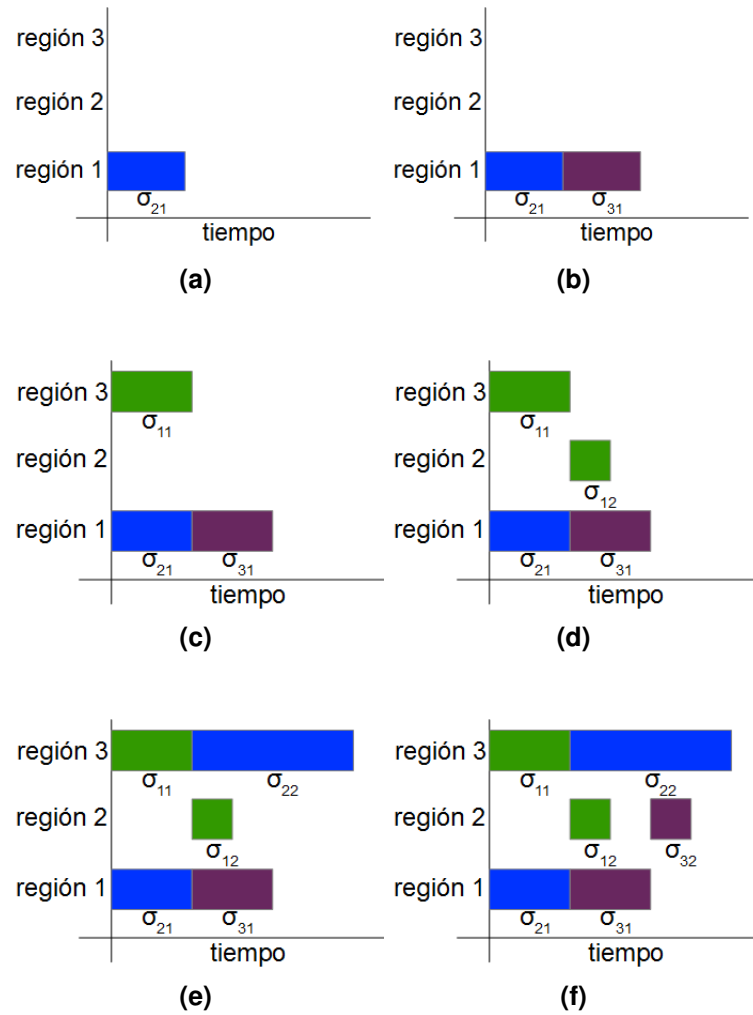 región 3
región 2
región 1
σ21
tiempo
(a)
región 3
región 2
región 1
σ21 σ31
tiempo
(b)
región 3
σ11
región 2
región 1
σ21 σ31
tiempo
(c)
región 3
σ11
región 2
σ12
región 1
σ21 σ31
tiempo
(d)
región 3
σ11 σ22
región 2
σ12
región 1
σ21 σ31
tiempo
(e)
región 3
σ11 σ22
región 2
σ12 σ32
región 1
σ21 σ31
tiempo
(f)